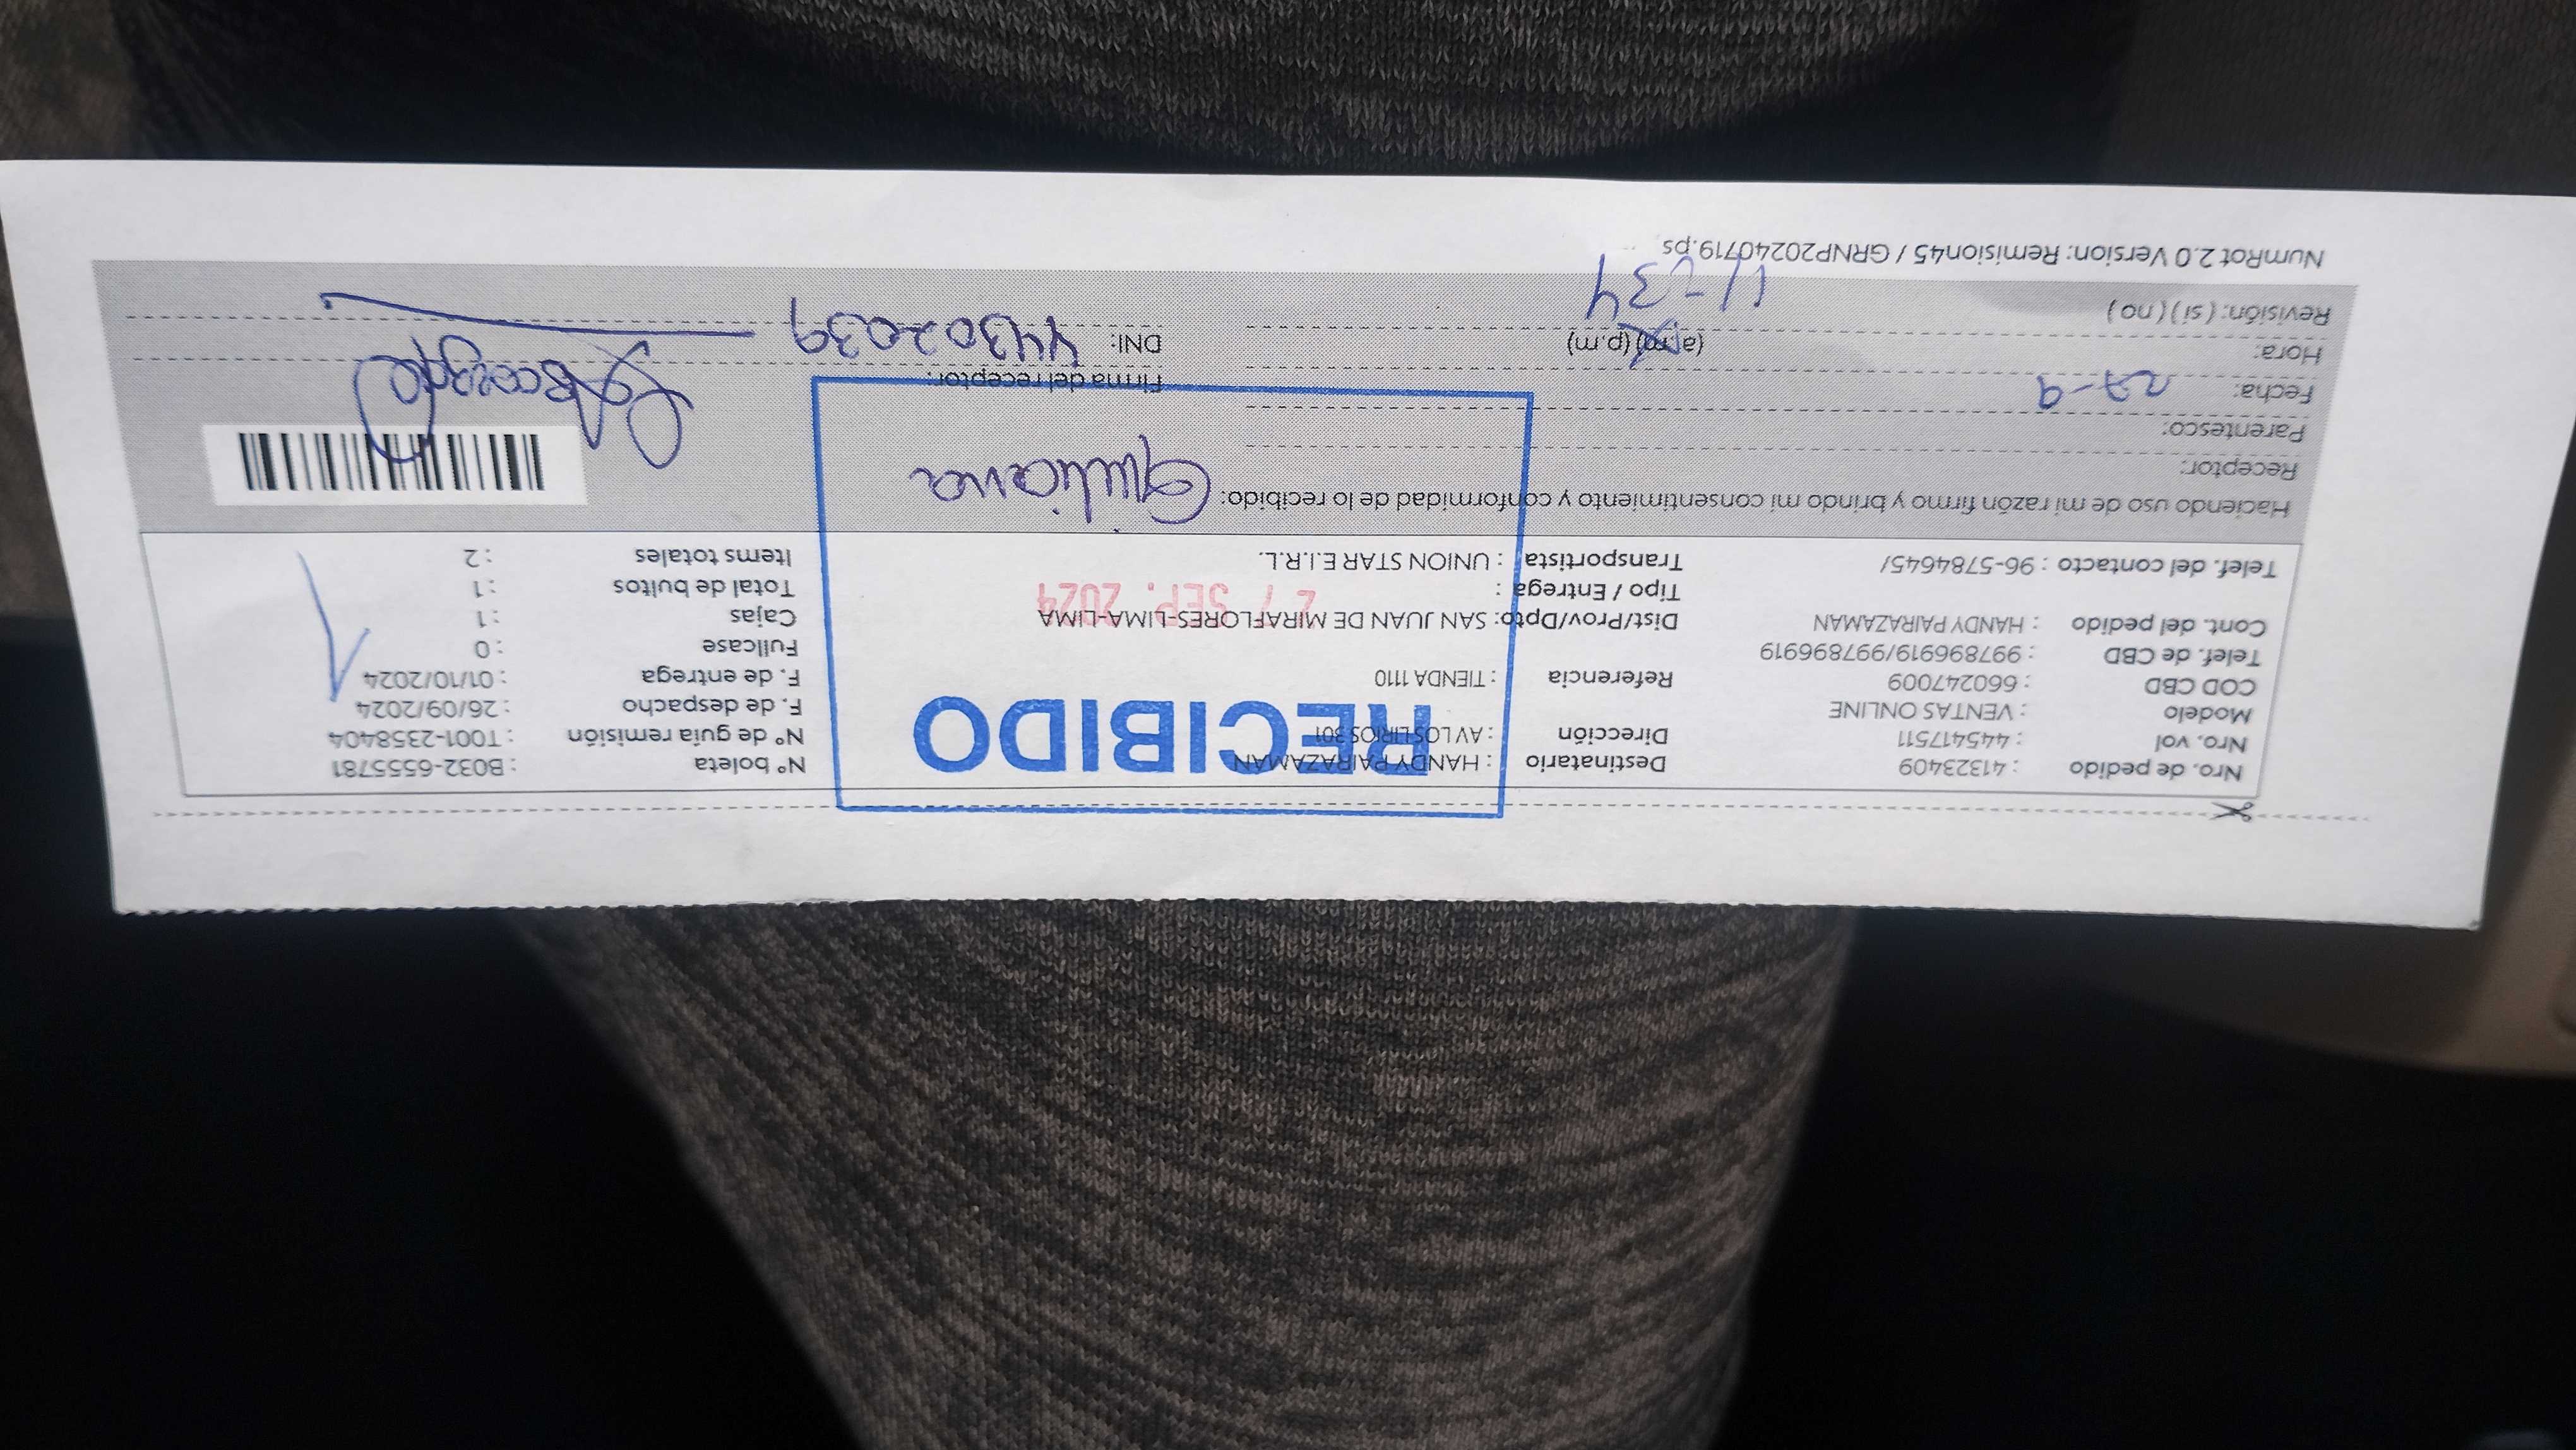 Nro. de pedido : 41323409
Nro. vol : 445417511
Modelo : VENTAS ONLINE
COD CBD : 660247009
Telef. de CBD : 997896919/997896919
Cont. del pedido : HANDY PAIRAZAMAN
Telef. del contacto : 96-5784645/
Destinatario : HANDY PAIRAZAMAN
Dirección : AV LOS LIRIOS 301
RECIBIDO
Referencia : TIENDA 1110
Dist/Prov/Dpto: SAN JUAN DE MIRAFLORES-LIMA-LIMA
27 SEP. 2024
Tipo / Entrega :
Transportista : UNION STAR E.I.R.L.
Nº boleta : B032-6555781
Nº de guia remisión : T001-2358404
F. de despacho : 26/09/2024
F. de entrega : 01/10/2024
Fullcase : 0
Cajas : 1
Total de bultos : 1
Items totales : 2
Haciendo uso de mi razón firmo y brindo mi consentimiento y conformidad de lo recibido: Giuliana
Receptor:
Parentesco:
Fecha: 27-9
Firma del receptor:
Hora: (a.m) (p.m)
DNI: 44302039
Revisión: ( si ) ( no )
NumRot 2.0 Version: Remision45 / GRNP20240719.ps